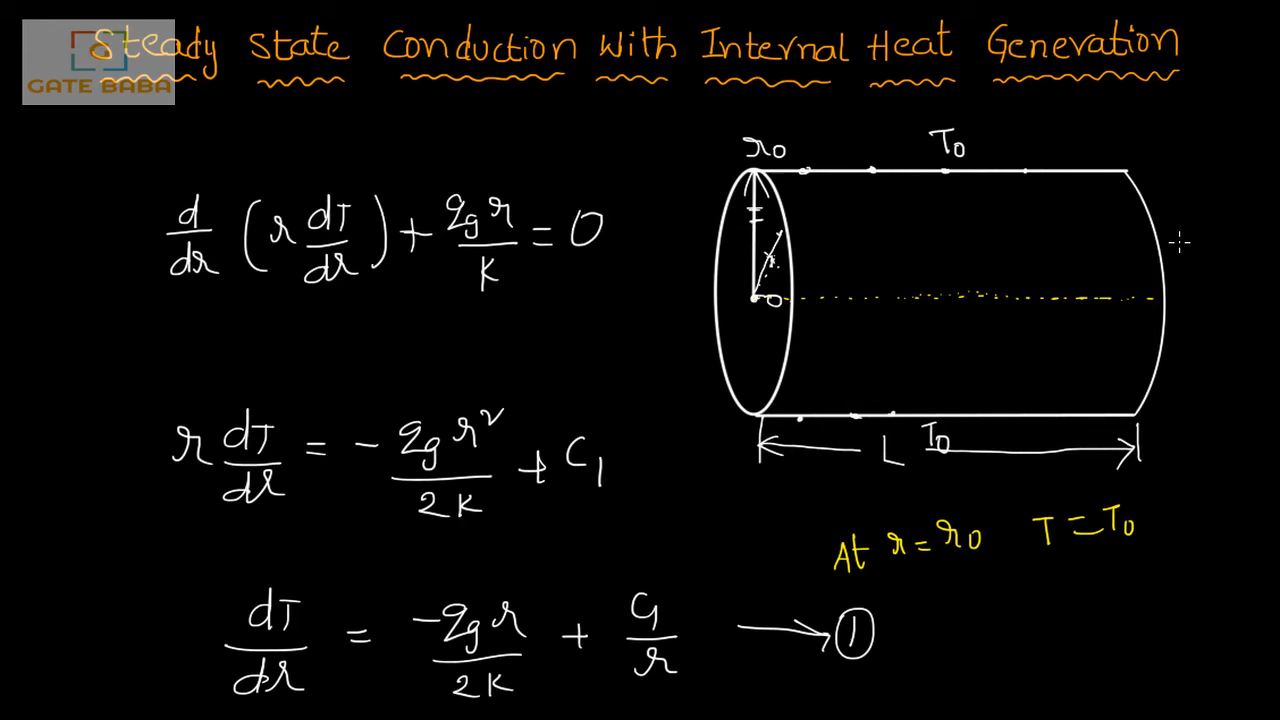 Steady State Conduction With Internal Heat Generation
GATE BABA
d/dr (r dT/dr) + qg r/K = 0
r dT/dr = - qg r²/2K + C1
dT/dr = -qg r/2K + C1/r → 1
r0
T0
r
0
L
T0
At r = r0 T = T0